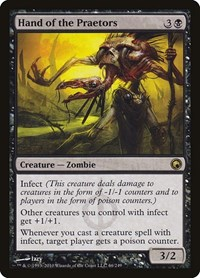 Hand of the Praetors 3
Creature — Zombie
Infect (This creature deals damage to
creatures in the form of -1/-1 counters and to
players in the form of poison counters.)
Other creatures you control with infect
get +1/+1.
Whenever you cast a creature spell with
infect, target player gets a poison counter.
3/2
Izzy